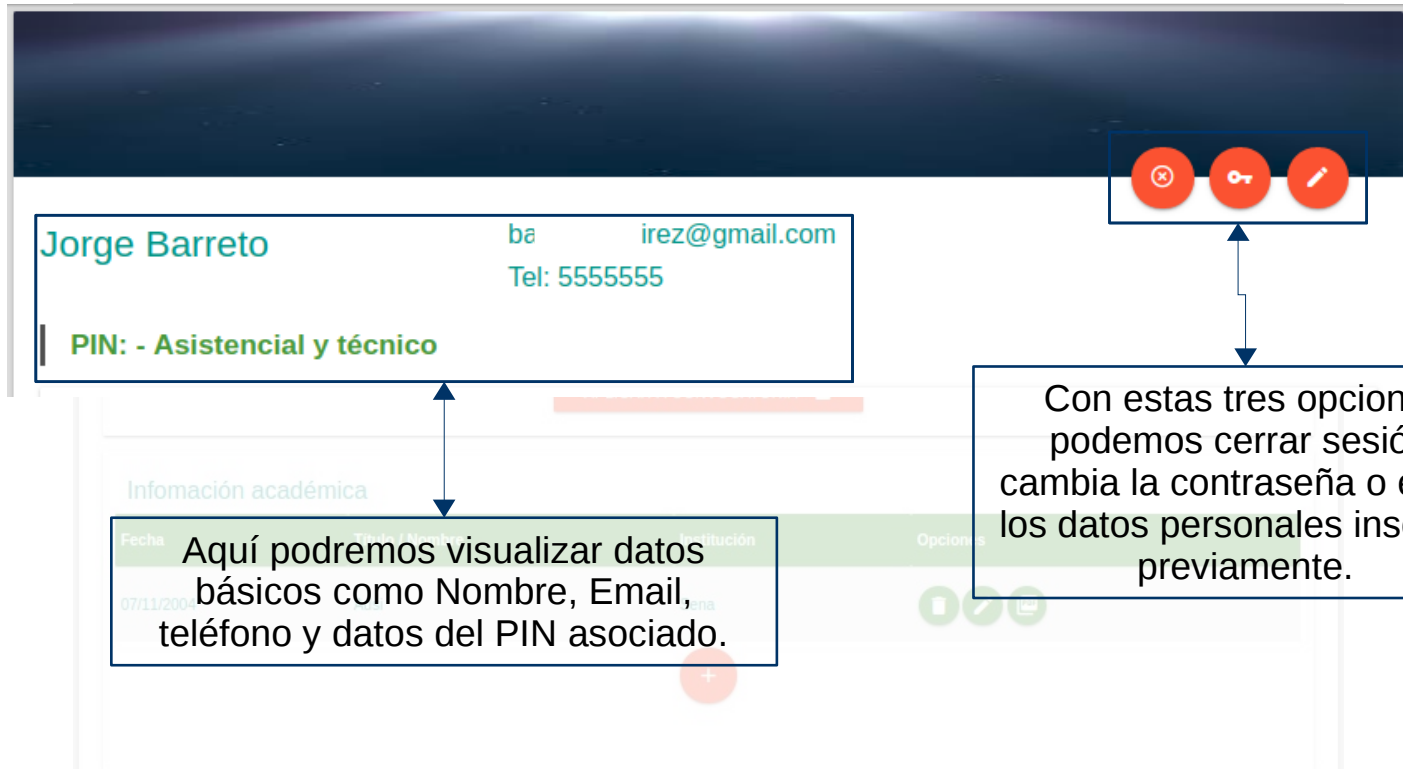 Jorge Barreto
ba irez@gmail.com
Tel: 5555555
PIN: - Asistencial y técnico
Con estas tres opcion
podemos cerrar sesió
cambia la contraseña o e
los datos personales inse
previamente.
Infomación académica
Fecha
Institución
Opciones
Aquí podremos visualizar datos
básicos como Nombre, Email,
teléfono y datos del PIN asociado.
07/11/2004